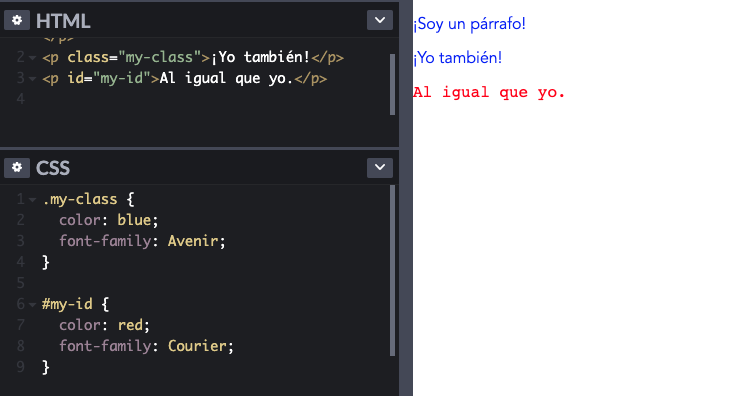 HTML
</p>
2 <p class="my-class">¡Yo también!</p>
3 <p id="my-id">Al igual que yo.</p>
4
CSS
1 .my-class {
2 color: blue;
3 font-family: Avenir;
4 }
5
6 #my-id {
7 color: red;
8 font-family: Courier;
9 }
¡Soy un párrafo!
¡Yo también!
Al igual que yo.